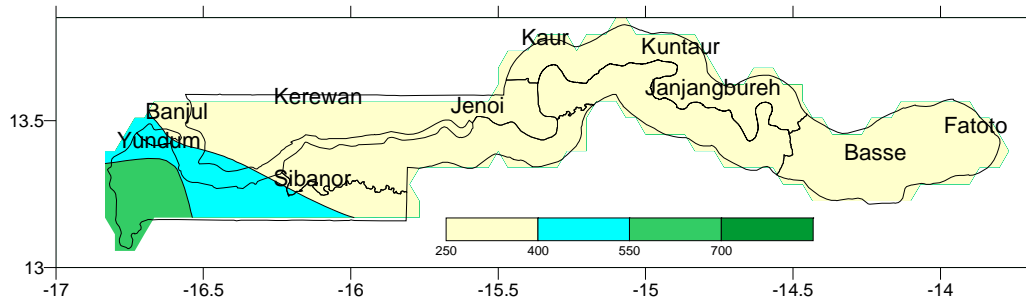 Kaur
Kuntaur
Janjangbureh
Kerewan
Jenoi
Banjul
Fatoto
13.5
Yundum
Basse
Sibanor
250 400 550 700
13
-17 -16.5 -16 -15.5 -15 -14.5 -14